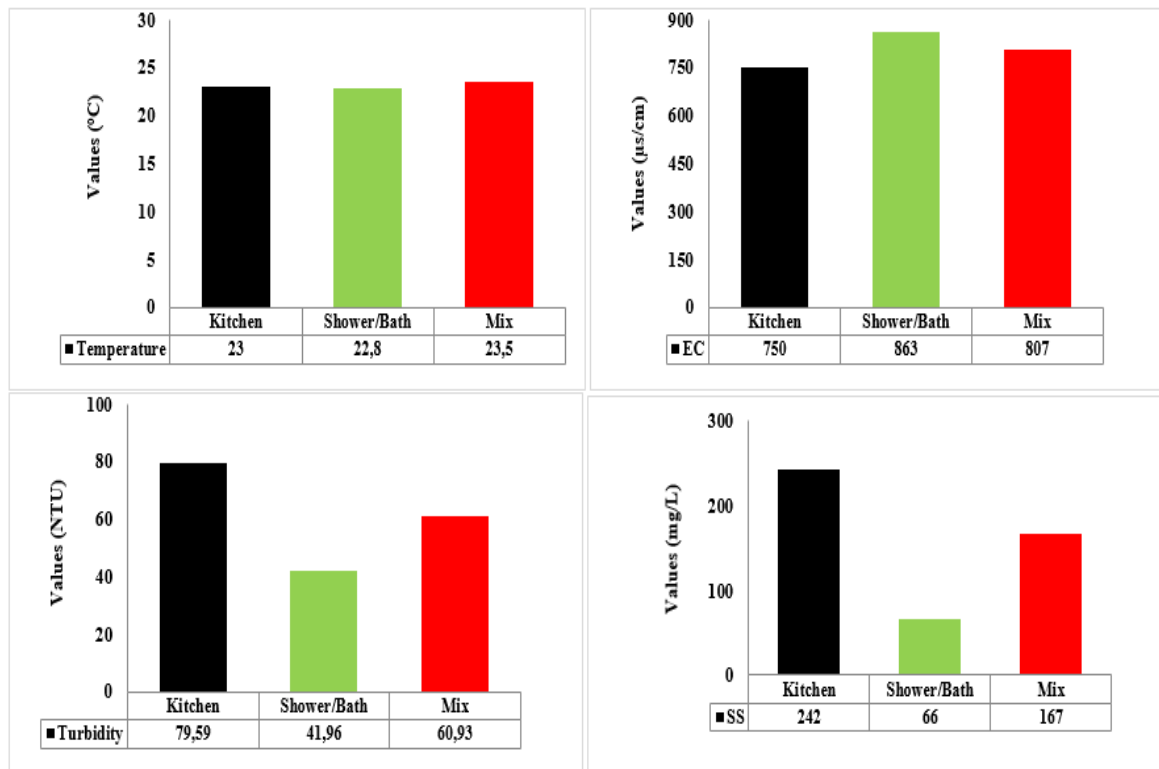 Values (°C)
30
25
20
15
10
5
0
Kitchen Shower/Bath Mix
Temperature 23 22,8 23,5
Values (µs/cm)
900
750
600
450
300
150
0
Kitchen Shower/Bath Mix
EC 750 863 807
Values (NTU)
100
80
60
40
20
0
Kitchen Shower/Bath Mix
Turbidity 79,59 41,96 60,93
Values (mg/L)
300
200
100
0
Kitchen Shower/Bath Mix
SS 242 66 167